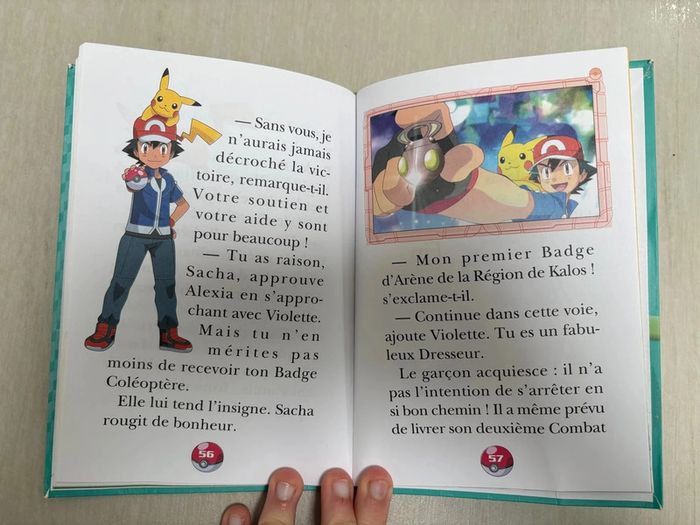 — Sans vous, je
n'aurais jamais
décroché la vic-
toire, remarque-t-il.
Votre soutien et
votre aide y sont
pour beaucoup !
— Tu as raison,
Sacha, approuve
Alexia en s'appro-
chant avec Violette.
Mais tu n'en
mérites pas
moins de recevoir ton Badge
Coléoptère.
Elle lui tend l'insigne. Sacha
rougit de bonheur.
56
— Mon premier Badge
d'Arène de la Région de Kalos !
s'exclame-t-il.
— Continue dans cette voie,
ajoute Violette. Tu es un fabu-
leux Dresseur.
Le garçon acquiesce : il n'a
pas l'intention de s'arrêter en
si bon chemin ! Il a même prévu
de livrer son deuxième Combat
57